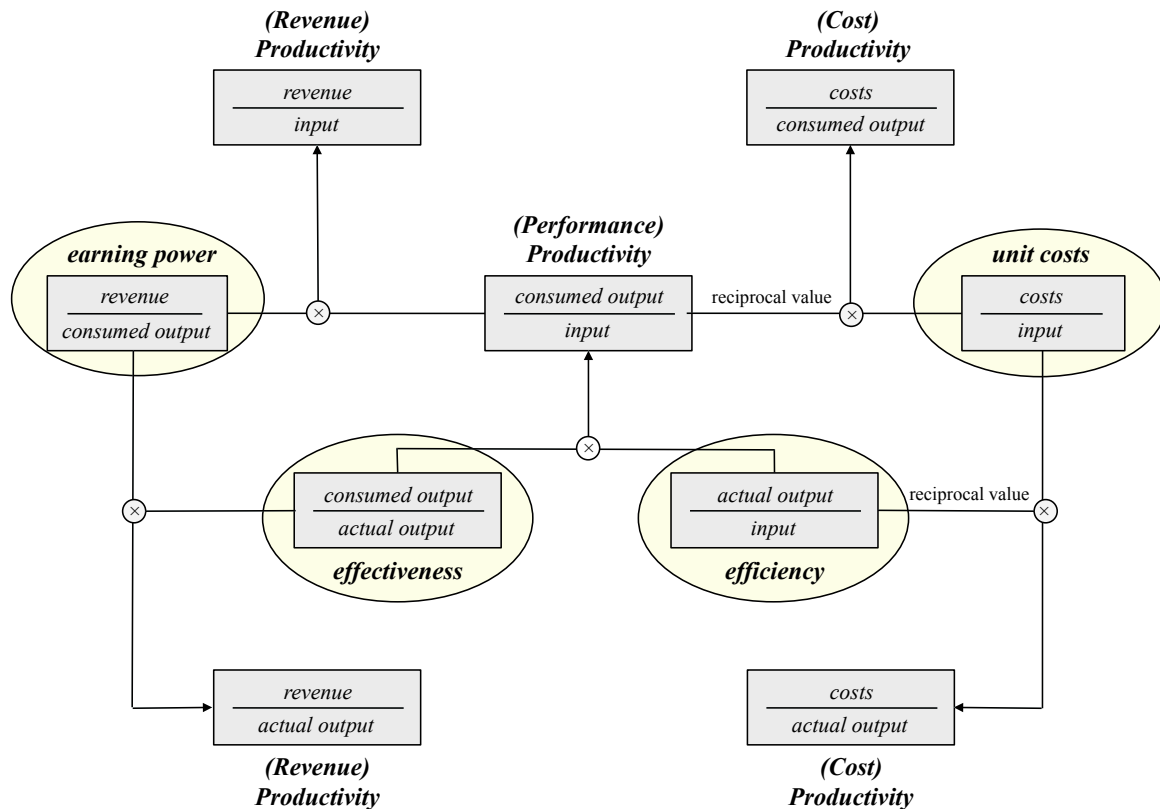 (Revenue)
Productivity
revenue
input
(Cost)
Productivity
costs
consumed output
earning power
revenue
consumed output
×
(Performance)
Productivity
consumed output
input
reciprocal value
×
unit costs
costs
input
×
consumed output
actual output
effectiveness
×
actual output
input
efficiency
reciprocal value
×
revenue
actual output
(Revenue)
Productivity
costs
actual output
(Cost)
Productivity